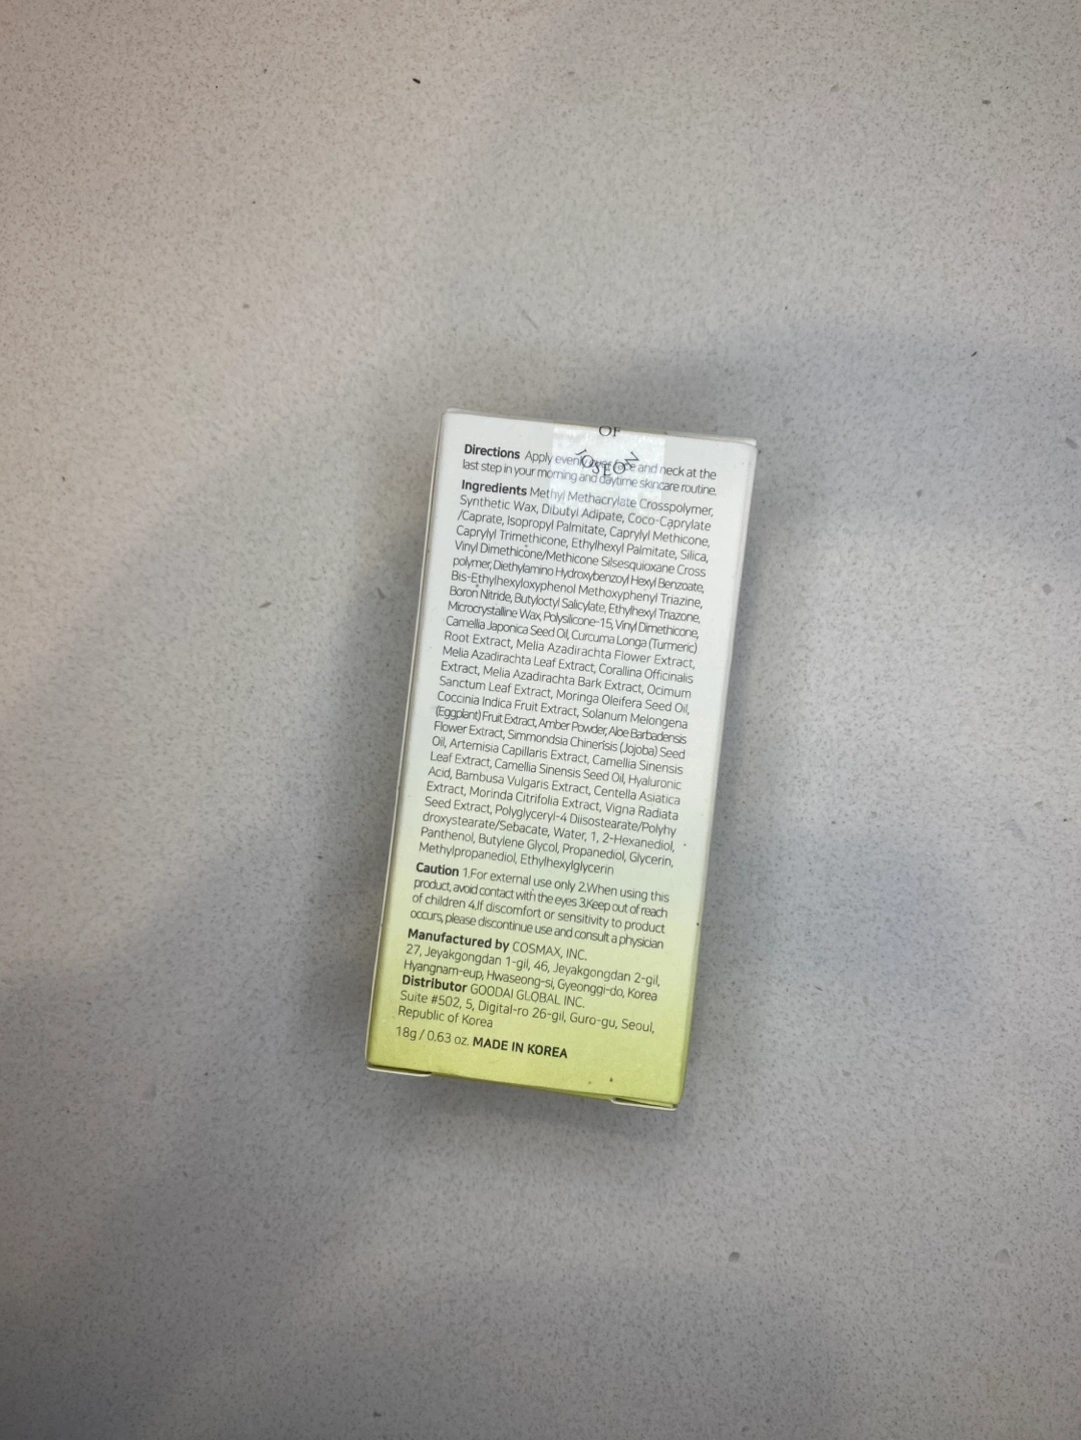 OF
JOSEON
Directions Apply evenly over face and neck at the
last step in your morning and daytime skincare routine.
Ingredients Methyl Methacrylate Crosspolymer,
Synthetic Wax, Dibutyl Adipate, Coco-Caprylate
/Caprate, Isopropyl Palmitate, Caprylyl Methicone,
Caprylyl Trimethicone, Ethylhexyl Palmitate, Silica,
Vinyl Dimethicone/Methicone Silsesquioxane Cross
polymer, Diethylamino Hydroxybenzoyl Hexyl Benzoate,
Bis-Ethylhexyloxyphenol Methoxyphenyl Triazine,
Boron Nitride, Butyloctyl Salicylate, Ethylhexyl Triazone,
Microcrystalline Wax, Polysilicone-15, Vinyl Dimethicone,
Camellia Japonica Seed Oil, Curcuma Longa (Turmeric)
Root Extract, Melia Azadirachta Flower Extract,
Melia Azadirachta Leaf Extract, Corallina Officinalis
Extract, Melia Azadirachta Bark Extract, Ocimum
Sanctum Leaf Extract, Moringa Oleifera Seed Oil,
Coccinia Indica Fruit Extract, Solanum Melongena
(Eggplant) Fruit Extract, Amber Powder, Aloe Barbadensis
Flower Extract, Simmondsia Chinensis (Jojoba) Seed
Oil, Artemisia Capillaris Extract, Camellia Sinensis
Leaf Extract, Camellia Sinensis Seed Oil, Hyaluronic
Acid, Bambusa Vulgaris Extract, Centella Asiatica
Extract, Morinda Citrifolia Extract, Vigna Radiata
Seed Extract, Polyglyceryl-4 Diisostearate/Polyhy
droxystearate/Sebacate, Water, 1, 2-Hexanediol,
Panthenol, Butylene Glycol, Propanediol, Glycerin,
Methylpropanediol, Ethylhexylglycerin
Caution 1.For external use only 2.When using this
product, avoid contact with the eyes 3.Keep out of reach
of children 4.If discomfort or sensitivity to product
occurs, please discontinue use and consult a physician
Manufactured by COSMAX, INC.
27, Jeyakgongdan 1-gil, 46, Jeyakgongdan 2-gil,
Hyangnam-eup, Hwaseong-si, Gyeonggi-do, Korea
Distributor GOODAI GLOBAL INC.
Suite #502, 5, Digital-ro 26-gil, Guro-gu, Seoul,
Republic of Korea
18g / 0.63 oz. MADE IN KOREA